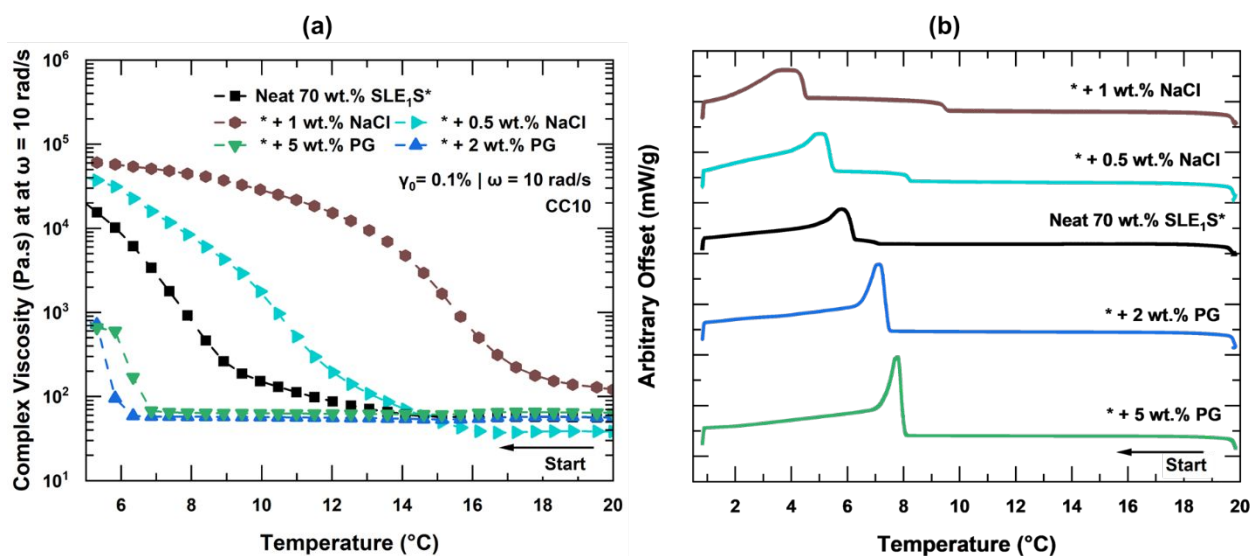 (a)
Complex Viscosity (Pa.s) at at ω = 10 rad/s
10⁶
10⁵
10⁴
10³
10²
10¹
Neat 70 wt.% SLE₁S*
* + 1 wt.% NaCl
* + 0.5 wt.% NaCl
* + 5 wt.% PG
* + 2 wt.% PG
γ₀= 0.1% | ω = 10 rad/s
CC10
Start
6 8 10 12 14 16 18 20
Temperature (°C)
(b)
Arbitrary Offset (mW/g)
* + 1 wt.% NaCl
* + 0.5 wt.% NaCl
Neat 70 wt.% SLE₁S*
* + 2 wt.% PG
* + 5 wt.% PG
Start
2 4 6 8 10 12 14 16 18 20
Temperature (°C)